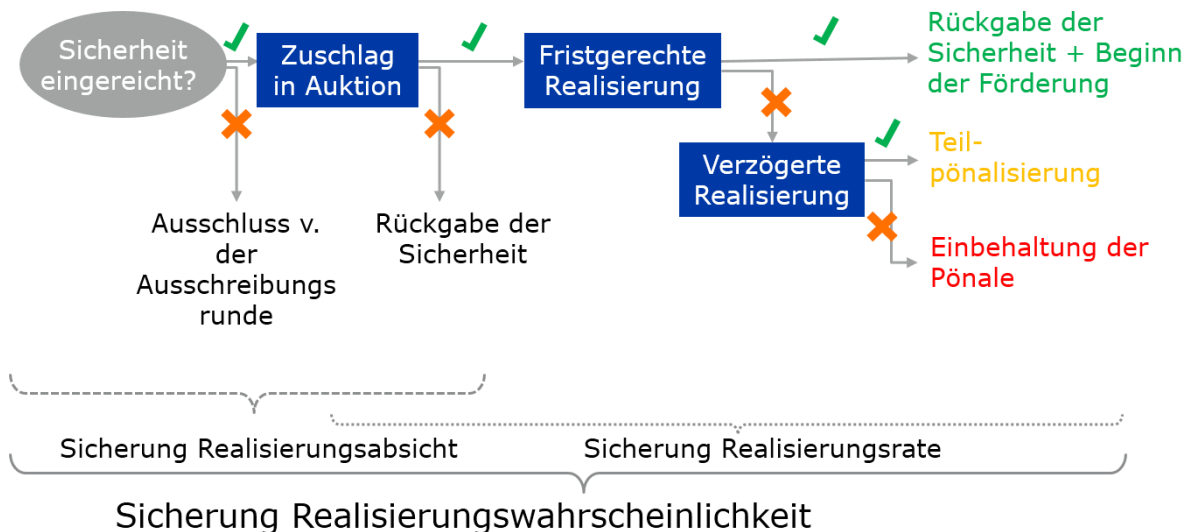 Sicherheit
eingereicht?
Zuschlag
in Auktion
Fristgerechte
Realisierung
Rückgabe der
Sicherheit + Beginn
der Förderung
Verzögerte
Realisierung
Teil-
pönalisierung
Einbehaltung der
Pönale
Ausschluss v.
der
Ausschreibungs
runde
Rückgabe der
Sicherheit
Sicherung Realisierungsabsicht
Sicherung Realisierungsrate
Sicherung Realisierungswahrscheinlichkeit